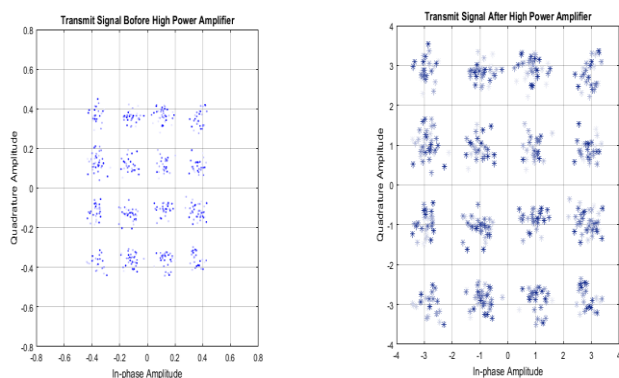 Transmit Signal Bofore High Power Amplifier
0.8
0.6
0.4
0.2
0
-0.2
-0.4
-0.6
-0.8
Quadrature Amplitude
-0.8 -0.6 -0.4 -0.2 0 0.2 0.4 0.6 0.8
In-phase Amplitude
Transmit Signal After High Power Amplifier
4
3
2
1
0
-1
-2
-3
-4
Quadrature Amplitude
-4 -3 -2 -1 0 1 2 3 4
In-phase Amplitude